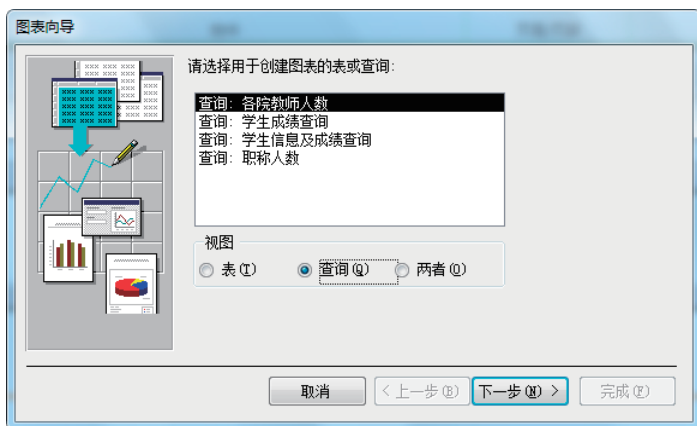 图表向导
请选择用于创建图表的表或查询:
查询: 各院教师人数
查询: 学生成绩查询
查询: 学生信息及成绩查询
查询: 职称人数
视图
表(T) 查询(Q) 两者(O)
取消 < 上一步(B) 下一步(N) > 完成(F)